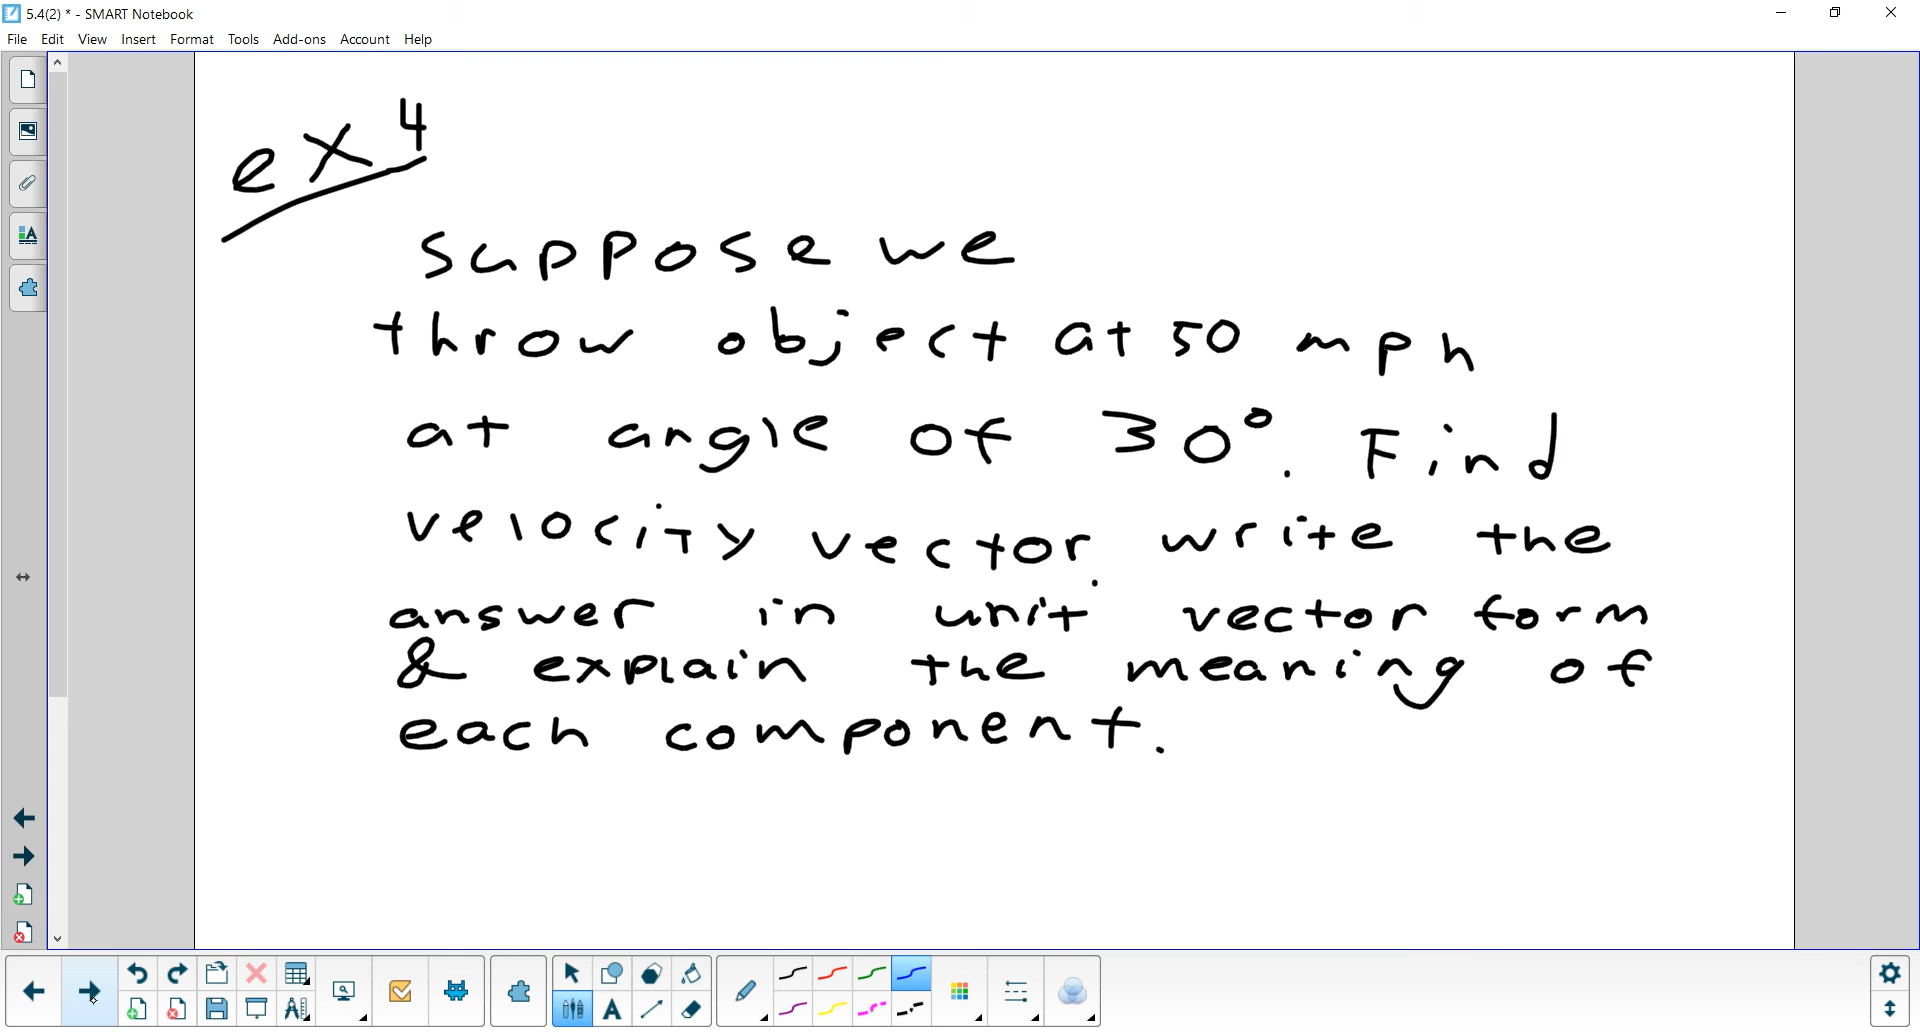 5.4(2) * - SMART Notebook
File Edit View Insert Format Tools Add-ons Account Help
ex 4
suppose we
throw object at 50 mph
at angle of 30°. Find
velocity vector. write the
answer in unit vector form
& explain the meaning of
each component.